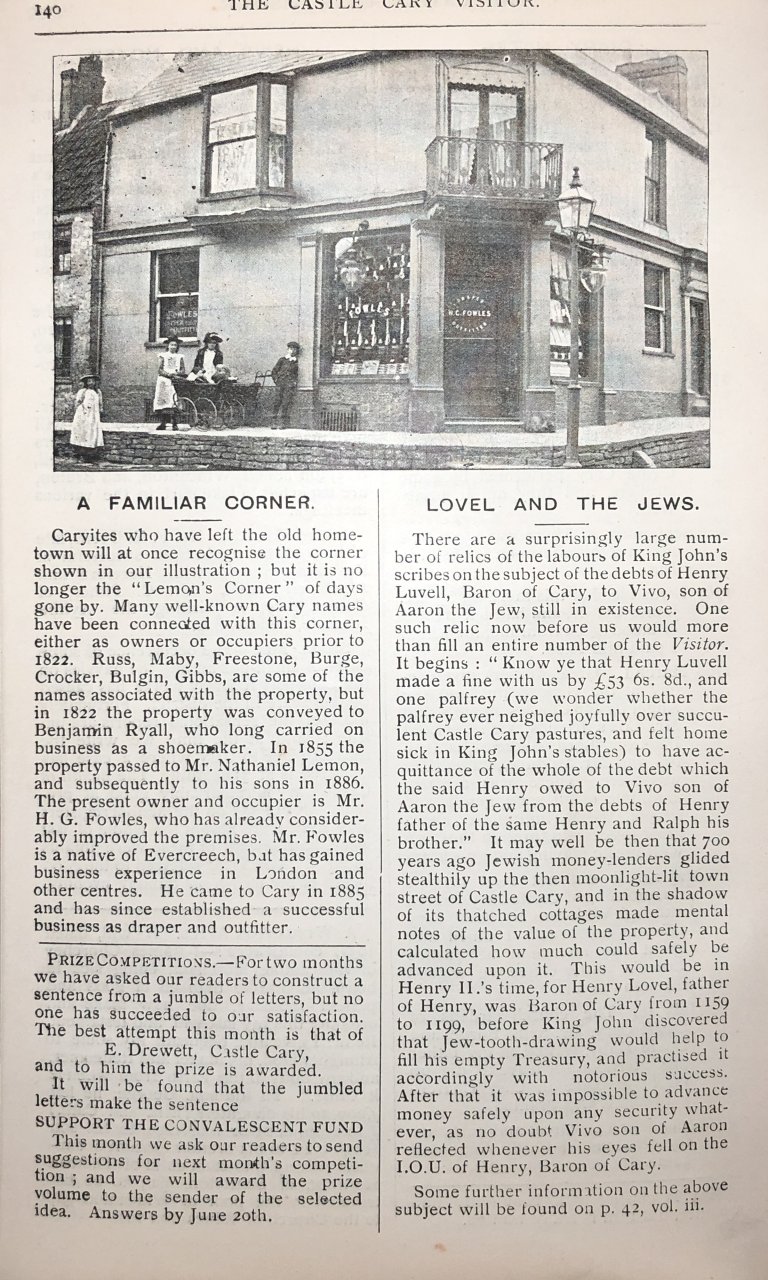 140
THE CASTLE CARY VISITOR.
FOWLES
FOWLES
DRAPER
H.C.FOWLES
OUTFITTER
A FAMILIAR CORNER.
Caryites who have left the old home-
town will at once recognise the corner
shown in our illustration ; but it is no
longer the "Lemon's Corner" of days
gone by. Many well-known Cary names
have been connected with this corner,
either as owners or occupiers prior to
1822. Russ, Maby, Freestone, Burge,
Crocker, Bulgin, Gibbs, are some of the
names associated with the property, but
in 1822 the property was conveyed to
Benjamin Ryall, who long carried on
business as a shoemaker. In 1855 the
property passed to Mr. Nathaniel Lemon,
and subsequently to his sons in 1886.
The present owner and occupier is Mr.
H. G. Fowles, who has already consider-
ably improved the premises. Mr. Fowles
is a native of Evercreech, but has gained
business experience in London and
other centres. He came to Cary in 1885
and has since established a successful
business as draper and outfitter.
PRIZE COMPETITIONS.—For two months
we have asked our readers to construct a
sentence from a jumble of letters, but no
one has succeeded to our satisfaction.
The best attempt this month is that of
E. Drewett, Castle Cary,
and to him the prize is awarded.
It will be found that the jumbled
letters make the sentence
SUPPORT THE CONVALESCENT FUND
This month we ask our readers to send
suggestions for next month's competi-
tion ; and we will award the prize
volume to the sender of the selected
idea. Answers by June 20th.
LOVEL AND THE JEWS.
There are a surprisingly large num-
ber of relics of the labours of King John's
scribes on the subject of the debts of Henry
Luvell, Baron of Cary, to Vivo, son of
Aaron the Jew, still in existence. One
such relic now before us would more
than fill an entire number of the Visitor.
It begins : " Know ye that Henry Luvell
made a fine with us by £53 6s. 8d., and
one palfrey (we wonder whether the
palfrey ever neighed joyfully over succu-
lent Castle Cary pastures, and felt home
sick in King John's stables) to have ac-
quittance of the whole of the debt which
the said Henry owed to Vivo son of
Aaron the Jew from the debts of Henry
father of the same Henry and Ralph his
brother." It may well be then that 700
years ago Jewish money-lenders glided
stealthily up the then moonlight-lit town
street of Castle Cary, and in the shadow
of its thatched cottages made mental
notes of the value of the property, and
calculated how much could safely be
advanced upon it. This would be in
Henry II.'s time, for Henry Lovel, father
of Henry, was Baron of Cary from 1159
to 1199, before King John discovered
that Jew-tooth-drawing would help to
fill his empty Treasury, and practised it
accordingly with notorious success.
After that it was impossible to advance
money safely upon any security what-
ever, as no doubt Vivo son of Aaron
reflected whenever his eyes fell on the
I.O.U. of Henry, Baron of Cary.
Some further information on the above
subject will be found on p. 42, vol. iii.